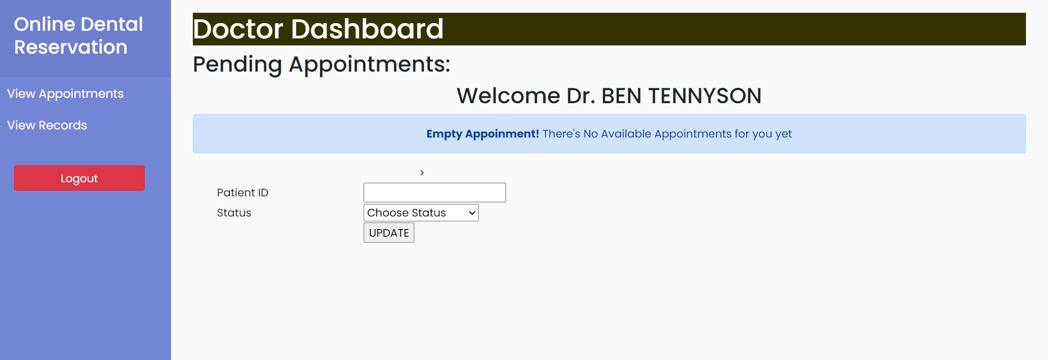 Online Dental
Reservation
View Appointments
View Records
Logout
Doctor Dashboard
Pending Appointments:
Welcome Dr. BEN TENNYSON
Empty Appoinment! There's No Available Appointments for you yet
>
Patient ID
Status Choose Status
UPDATE